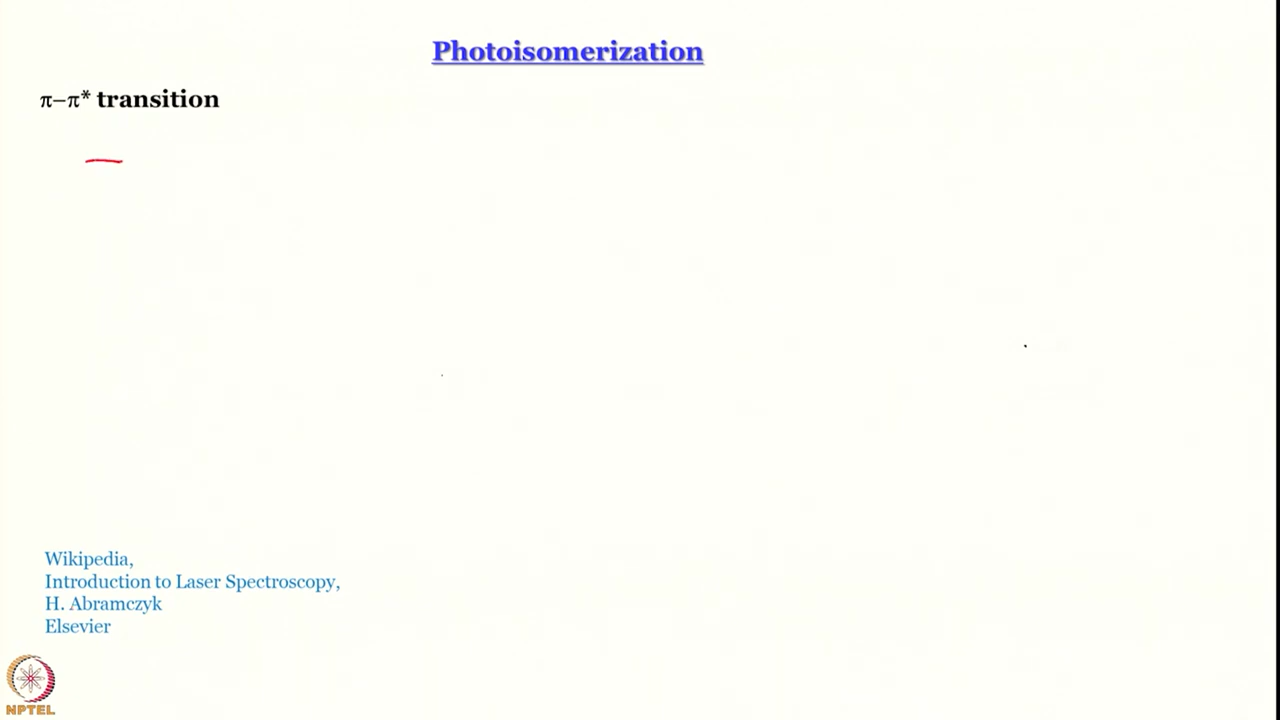 Photoisomerization
π–π* transition
Wikipedia,
Introduction to Laser Spectroscopy,
H. Abramczyk
Elsevier
NPTEL